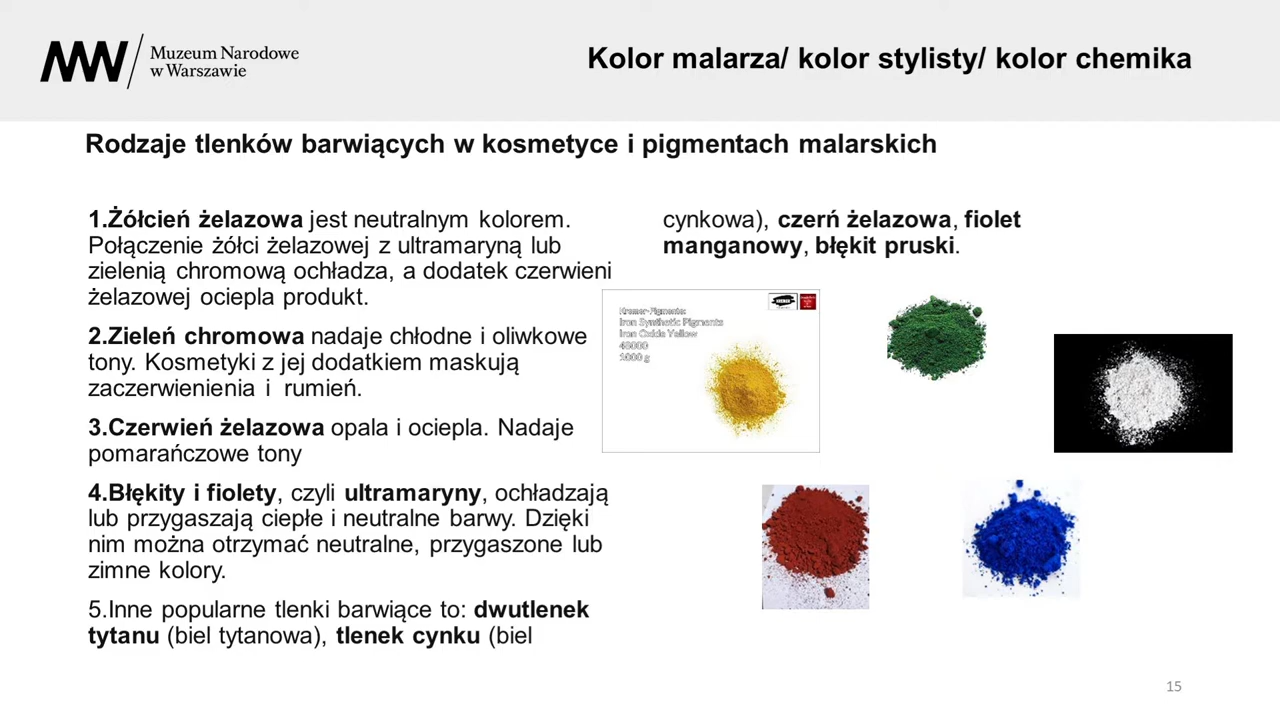 MNW
Muzeum Narodowe
w Warszawie
Kolor malarza/ kolor stylisty/ kolor chemika
Rodzaje tlenków barwiących w kosmetyce i pigmentach malarskich
1.Żółcień żelazowa jest neutralnym kolorem.
Połączenie żółci żelazowej z ultramaryną lub
zielenią chromową ochładza, a dodatek czerwieni
żelazowej ociepla produkt.
2.Zieleń chromowa nadaje chłodne i oliwkowe
tony. Kosmetyki z jej dodatkiem maskują
zaczerwienienia i rumień.
3.Czerwień żelazowa opala i ociepla. Nadaje
pomarańczowe tony
4.Błękity i fiolety, czyli ultramaryny, ochładzają
lub przygaszają ciepłe i neutralne barwy. Dzięki
nim można otrzymać neutralne, przygaszone lub
zimne kolory.
5.Inne popularne tlenki barwiące to: dwutlenek
tytanu (biel tytanowa), tlenek cynku (biel
cynkowa), czerń żelazowa, fiolet
manganowy, błękit pruski.
Kremer-Pigmente:
Iron Synthetic Pigments
Iron Oxide Yellow
48000
1000 g
15